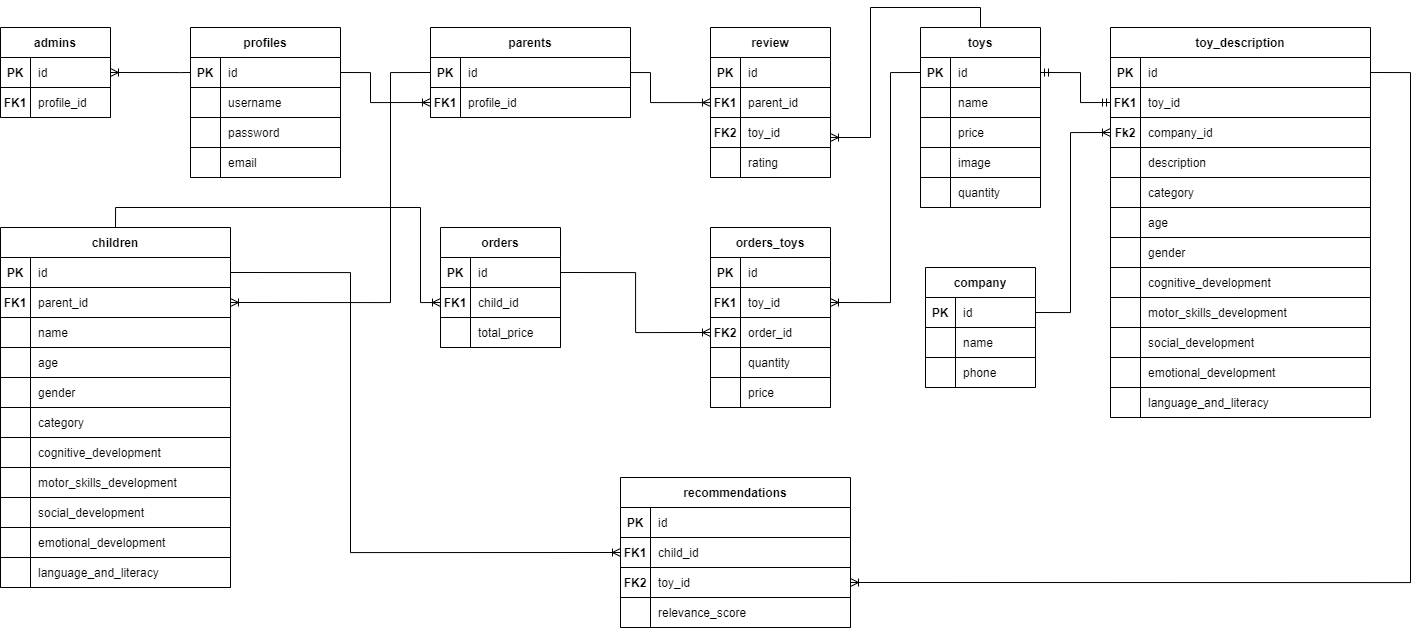 admins
PK id
FK1 profile_id
profiles
PK id
username
password
email
parents
PK id
FK1 profile_id
review
PK id
FK1 parent_id
FK2 toy_id
rating
toys
PK id
name
price
image
quantity
toy_description
PK id
FK1 toy_id
Fk2 company_id
description
category
age
gender
cognitive_development
motor_skills_development
social_development
emotional_development
language_and_literacy
children
PK id
FK1 parent_id
name
age
gender
category
cognitive_development
motor_skills_development
social_development
emotional_development
language_and_literacy
orders
PK id
FK1 child_id
total_price
orders_toys
PK id
FK1 toy_id
FK2 order_id
quantity
price
company
PK id
name
phone
recommendations
PK id
FK1 child_id
FK2 toy_id
relevance_score